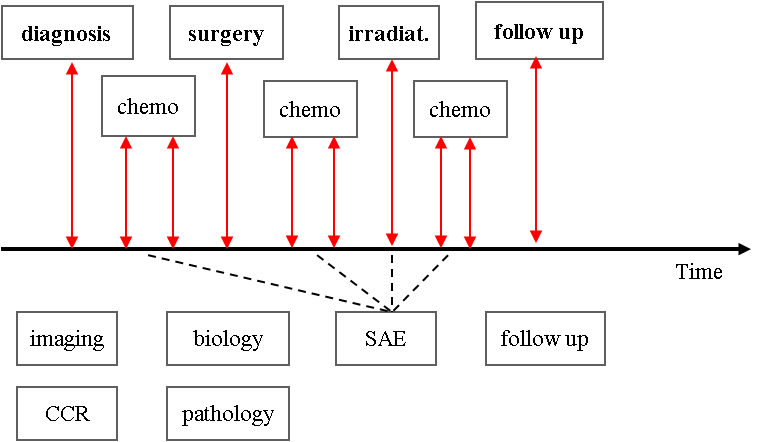 diagnosis
surgery
irradiat.
follow up
chemo
chemo
chemo
Time
imaging
biology
SAE
follow up
CCR
pathology